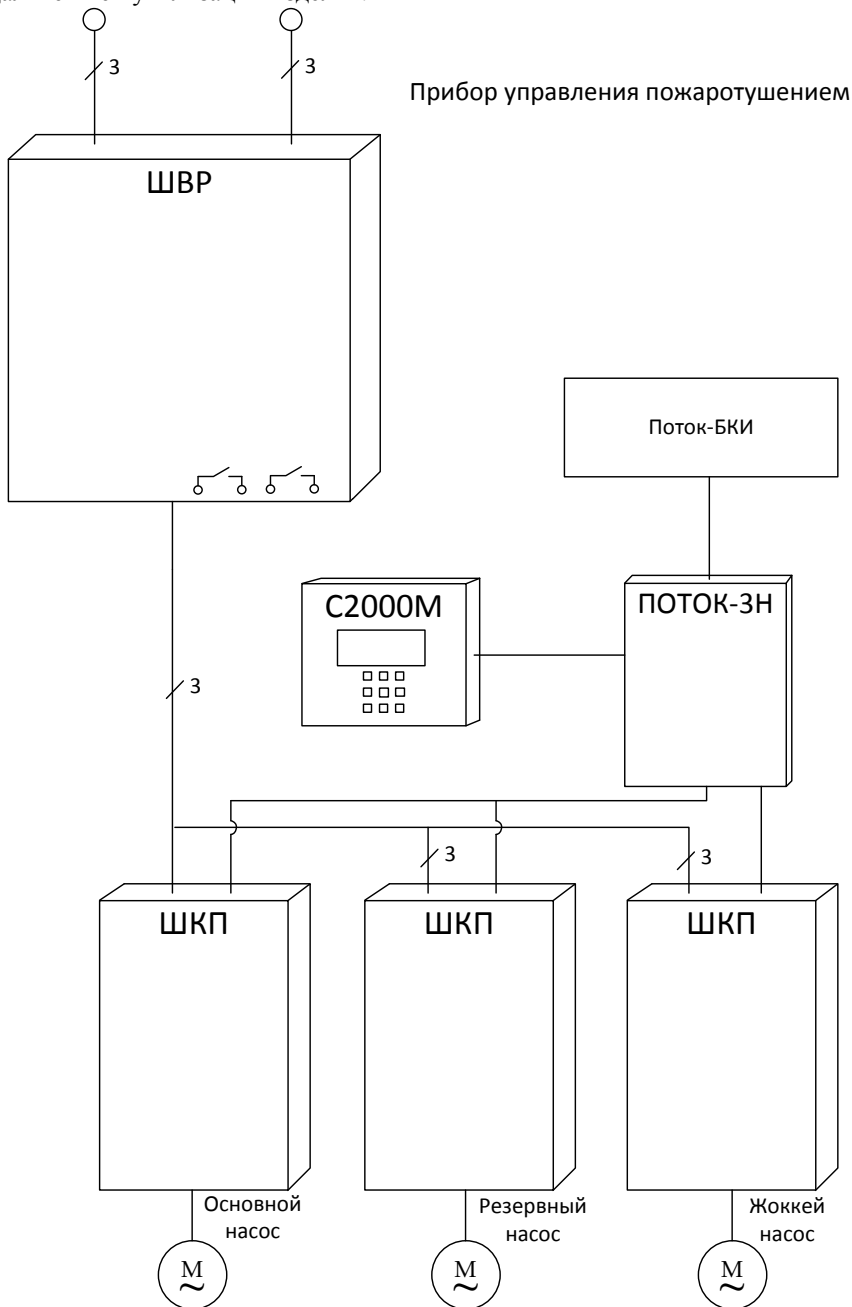 3
3
Прибор управления пожаротушением
ШВР
Поток-БКИ
С2000М
ПОТОК-3Н
3
3
3
ШКП
ШКП
ШКП
Основной
насос
Резервный
насос
Жоккей
насос
М
~
М
~
М
~